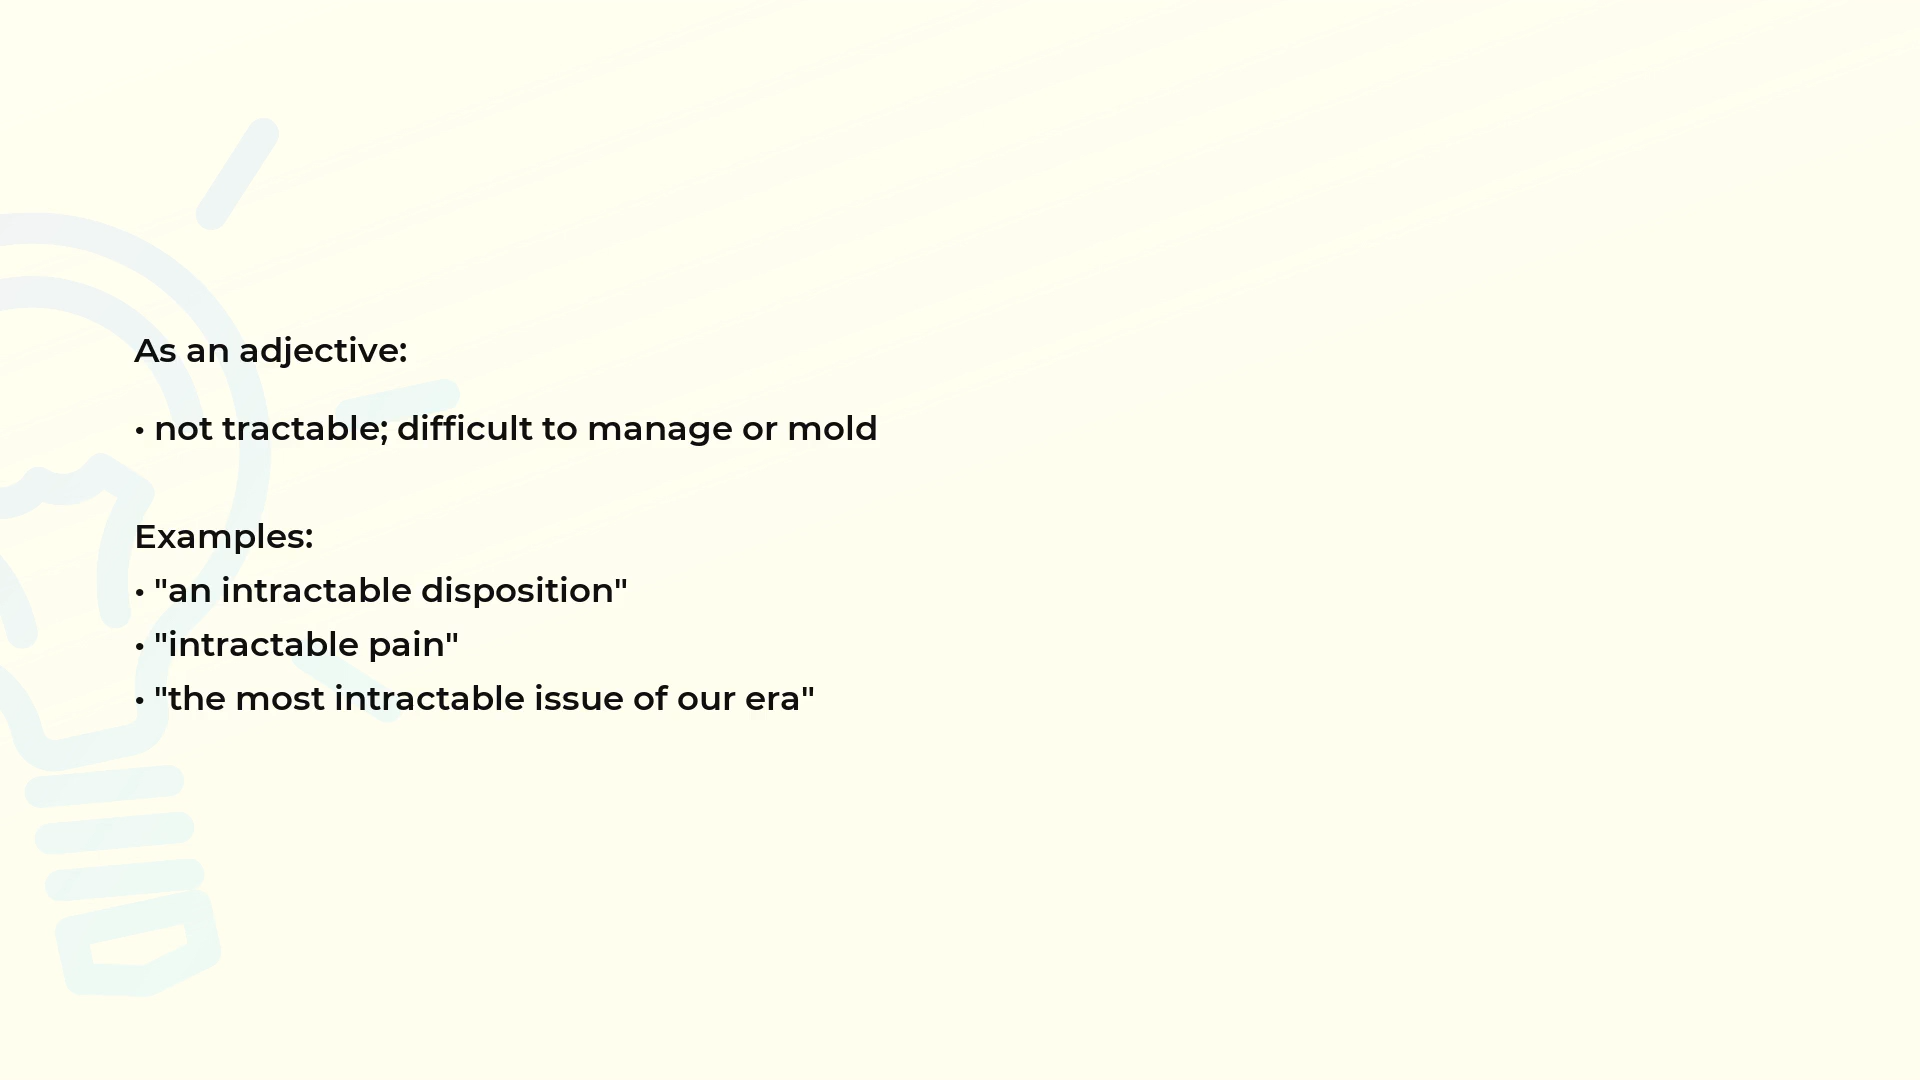 As an adjective:
• not tractable; difficult to manage or mold
Examples:
• "an intractable disposition"
• "intractable pain"
• "the most intractable issue of our era"